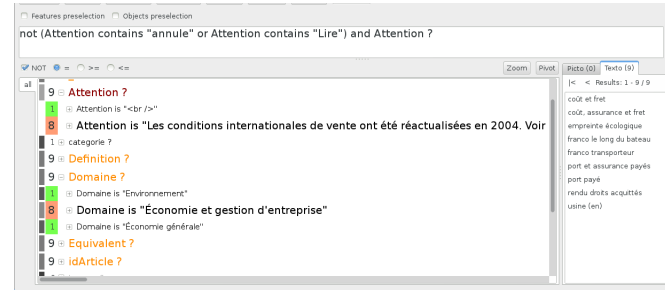 Features preselection Objects preselection
not (Attention contains "annule" or Attention contains "Lire") and Attention ?
NOT = >= <= Zoom Pivot Picto (0) Texto (9)
all
|< < Results: 1 - 9 / 9
9 Attention ?
1 Attention is "<br />"
8 Attention is "Les conditions internationales de vente ont été réactualisées en 2004. Voir
1 categorie ?
9 Definition ?
9 Domaine ?
1 Domaine is "Environnement"
8 Domaine is "Économie et gestion d'entreprise"
1 Domaine is "Économie générale"
9 Equivalent ?
9 idArticle ?
coût et fret
coût, assurance et fret
empreinte écologique
franco le long du bateau
franco transporteur
port et assurance payés
port payé
rendu droits acquittés
usine (en)